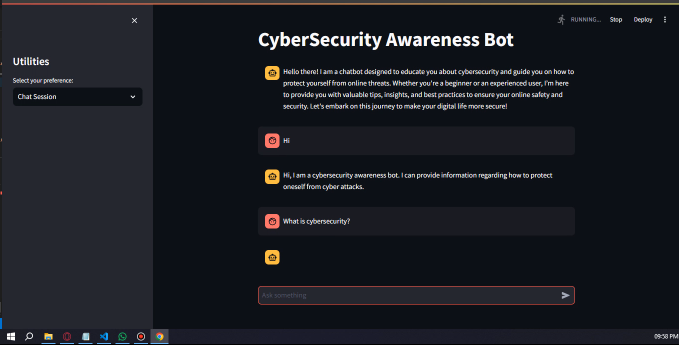 RUNNING...
Stop
Deploy
CyberSecurity Awareness Bot
Utilities
Select your preference:
Chat Session
Hello there! I am a chatbot designed to educate you about cybersecurity and guide you on how to
protect yourself from online threats. Whether you're a beginner or an experienced user, I'm here
to provide you with valuable tips, insights, and best practices to ensure your online safety and
security. Let's embark on this journey to make your digital life more secure!
Hi
Hi, I am a cybersecurity awareness bot. I can provide information regarding how to protect
oneself from cyber attacks.
What is cybersecurity?
Ask something
09:58 PM